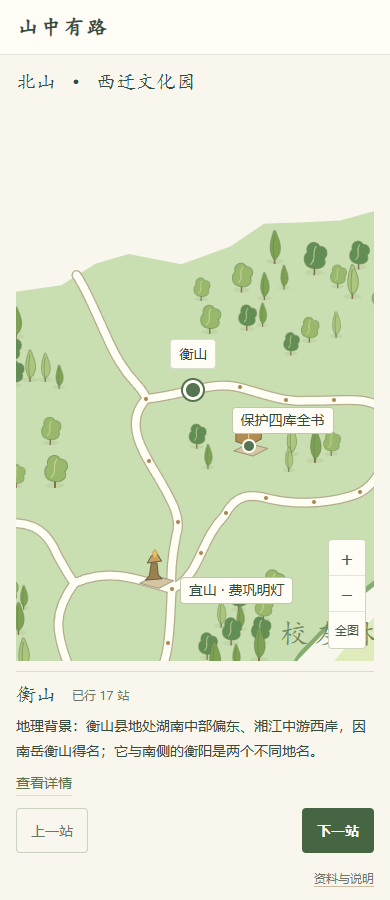 山中有路
北山 • 西迁文化园
衡山
保护四库全书
+
−
宜山 · 费巩明灯
全图
校
衡山 已行 17 站
地理背景：衡山县地处湖南中部偏东、湘江中游西岸，因
南岳衡山得名；它与南侧的衡阳是两个不同地名。
查看详情
上一站 下一站
资料与说明